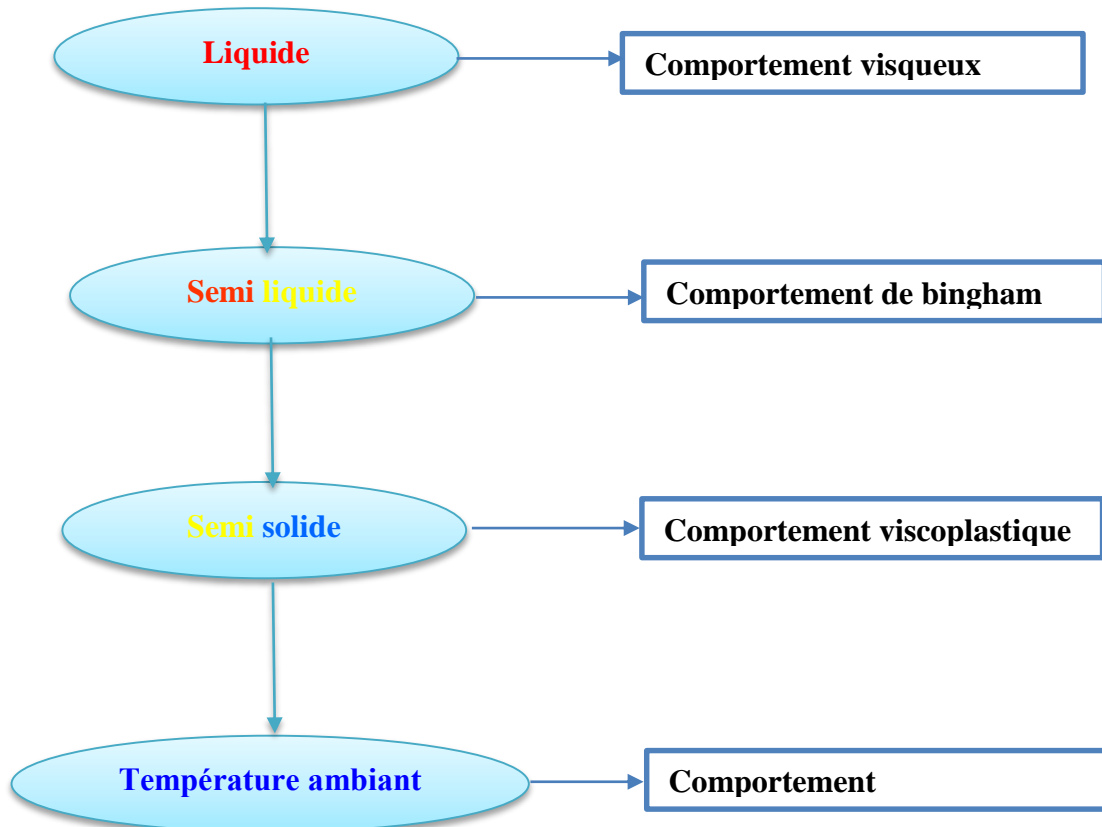 Liquide
Comportement visqueux
Semi liquide
Comportement de bingham
Semi solide
Comportement viscoplastique
Température ambiant
Comportement